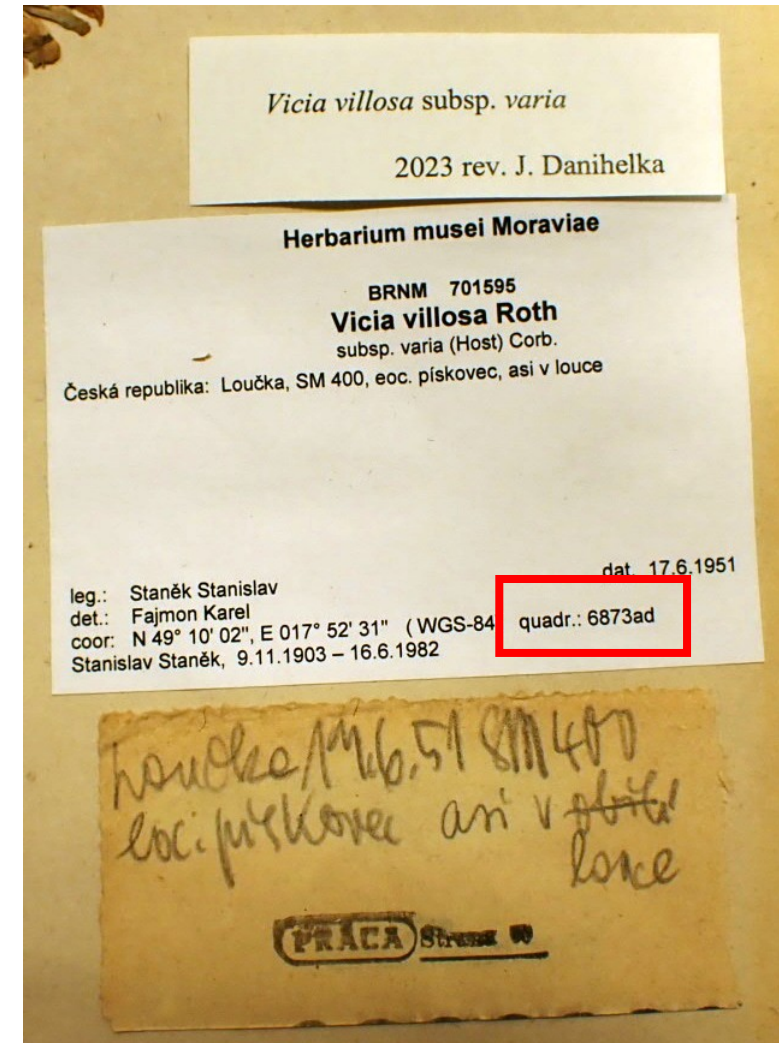 Vicia villosa subsp. varia
2023 rev. J. Danihelka
Herbarium musei Moraviae
BRNM 701595
Vicia villosa Roth
subsp. varia (Host) Corb.
Česká republika: Loučka, SM 400, eoc. pískovec, asi v louce
dat. 17.6.1951
leg.: Staněk Stanislav
det.: Fajmon Karel
coor: N 49° 10' 02", E 017° 52' 31" ( WGS-84 quadr.: 6873ad
Stanislav Staněk, 9.11.1903 – 16.6.1982
Loučka 17.6.51 SM 400
eoc. pískovec asi v obilí
louce
PRÁCA Strana